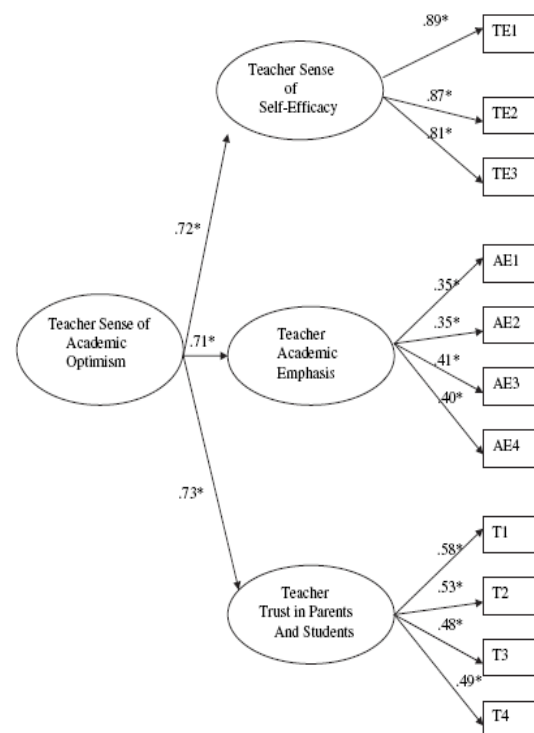 .89*
TE1
Teacher Sense
of
Self-Efficacy
.87*
TE2
.81*
TE3
.72*
AE1
.35*
Teacher Sense of
Academic
Optimism
.71*
Teacher
Academic
Emphasis
.35*
AE2
.41*
AE3
.40*
AE4
.73*
T1
.58*
Teacher
Trust in Parents
And Students
.53*
T2
.48*
T3
.49*
T4